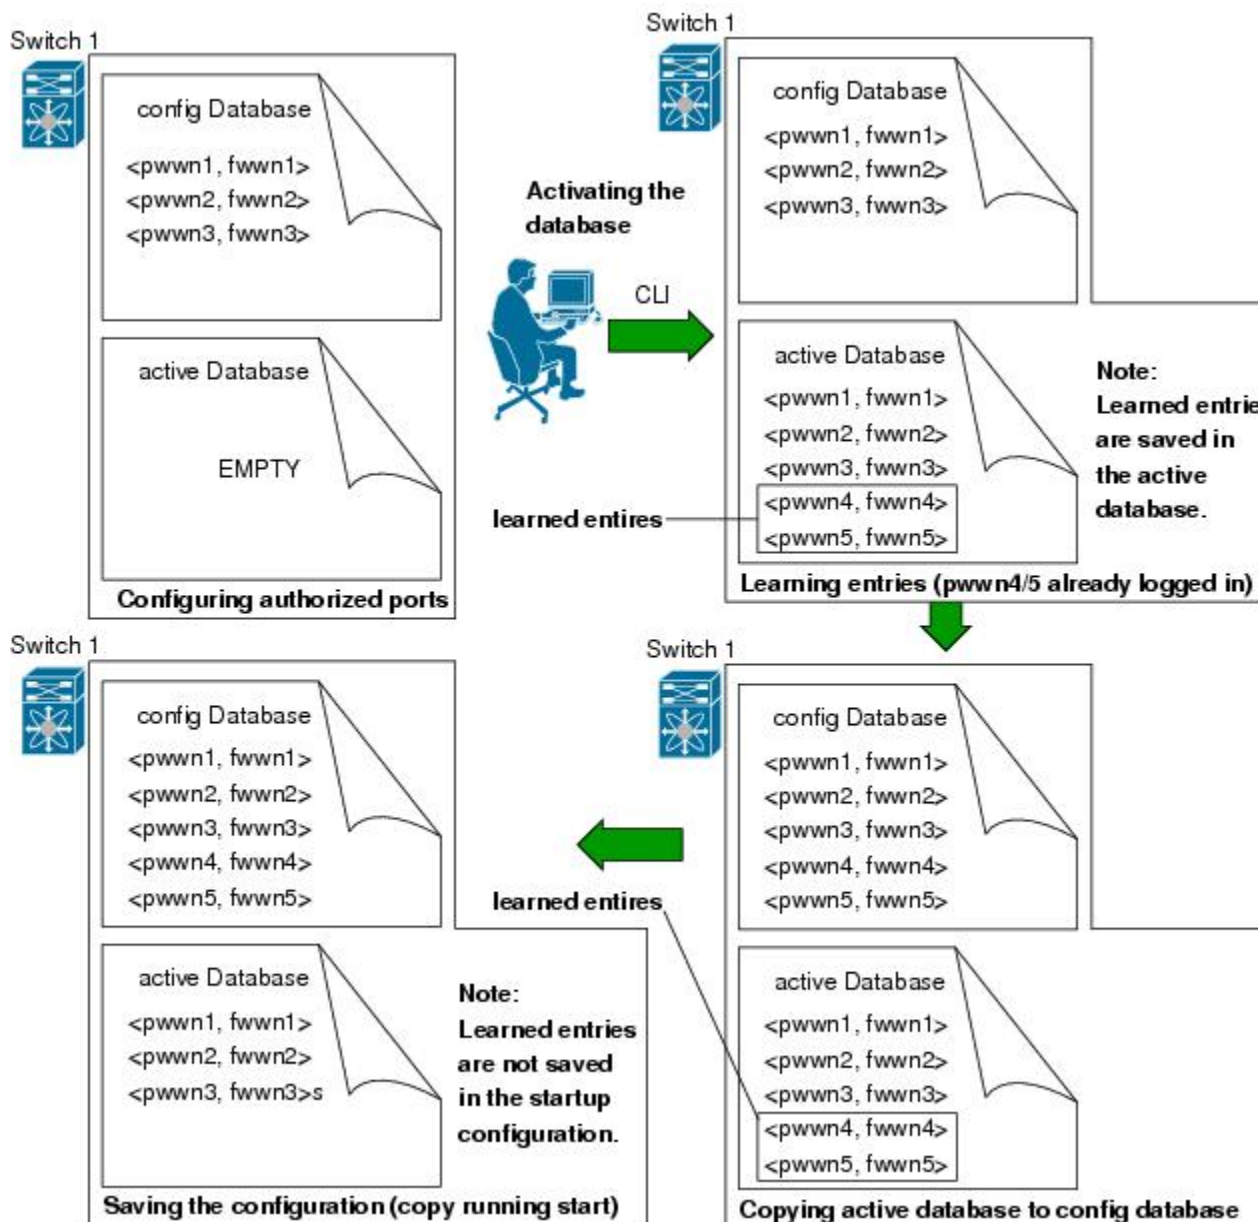 Switch 1
config Database
<pwwn1, fwwn1>
<pwwn2, fwwn2>
<pwwn3, fwwn3>
active Database
EMPTY
Configuring authorized ports
Activating the
database
CLI
Switch 1
config Database
<pwwn1, fwwn1>
<pwwn2, fwwn2>
<pwwn3, fwwn3>
active Database
<pwwn1, fwwn1>
<pwwn2, fwwn2>
<pwwn3, fwwn3>
<pwwn4, fwwn4>
<pwwn5, fwwn5>
learned entires
Note:
Learned entrie
are saved in
the active
database.
Learning entries (pwwn4/5 already logged in)
Switch 1
config Database
<pwwn1, fwwn1>
<pwwn2, fwwn2>
<pwwn3, fwwn3>
<pwwn4, fwwn4>
<pwwn5, fwwn5>
learned entires
active Database
<pwwn1, fwwn1>
<pwwn2, fwwn2>
<pwwn3, fwwn3>
<pwwn4, fwwn4>
<pwwn5, fwwn5>
Copying active database to config database
Switch 1
config Database
<pwwn1, fwwn1>
<pwwn2, fwwn2>
<pwwn3, fwwn3>
<pwwn4, fwwn4>
<pwwn5, fwwn5>
active Database
<pwwn1, fwwn1>
<pwwn2, fwwn2>
<pwwn3, fwwn3>s
Note:
Learned entries
are not saved
in the startup
configuration.
Saving the configuration (copy running start)